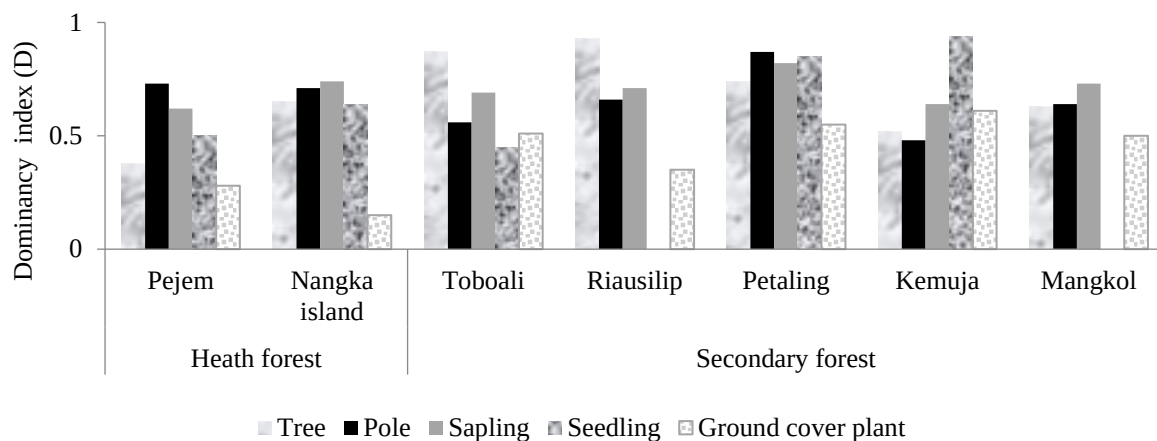 Dominancy index (D)
1
0.5
0
Pejem
Nangka
island
Toboali
Riausilip
Petaling
Kemuja
Mangkol
Heath forest
Secondary forest
Tree
Pole
Sapling
Seedling
Ground cover plant